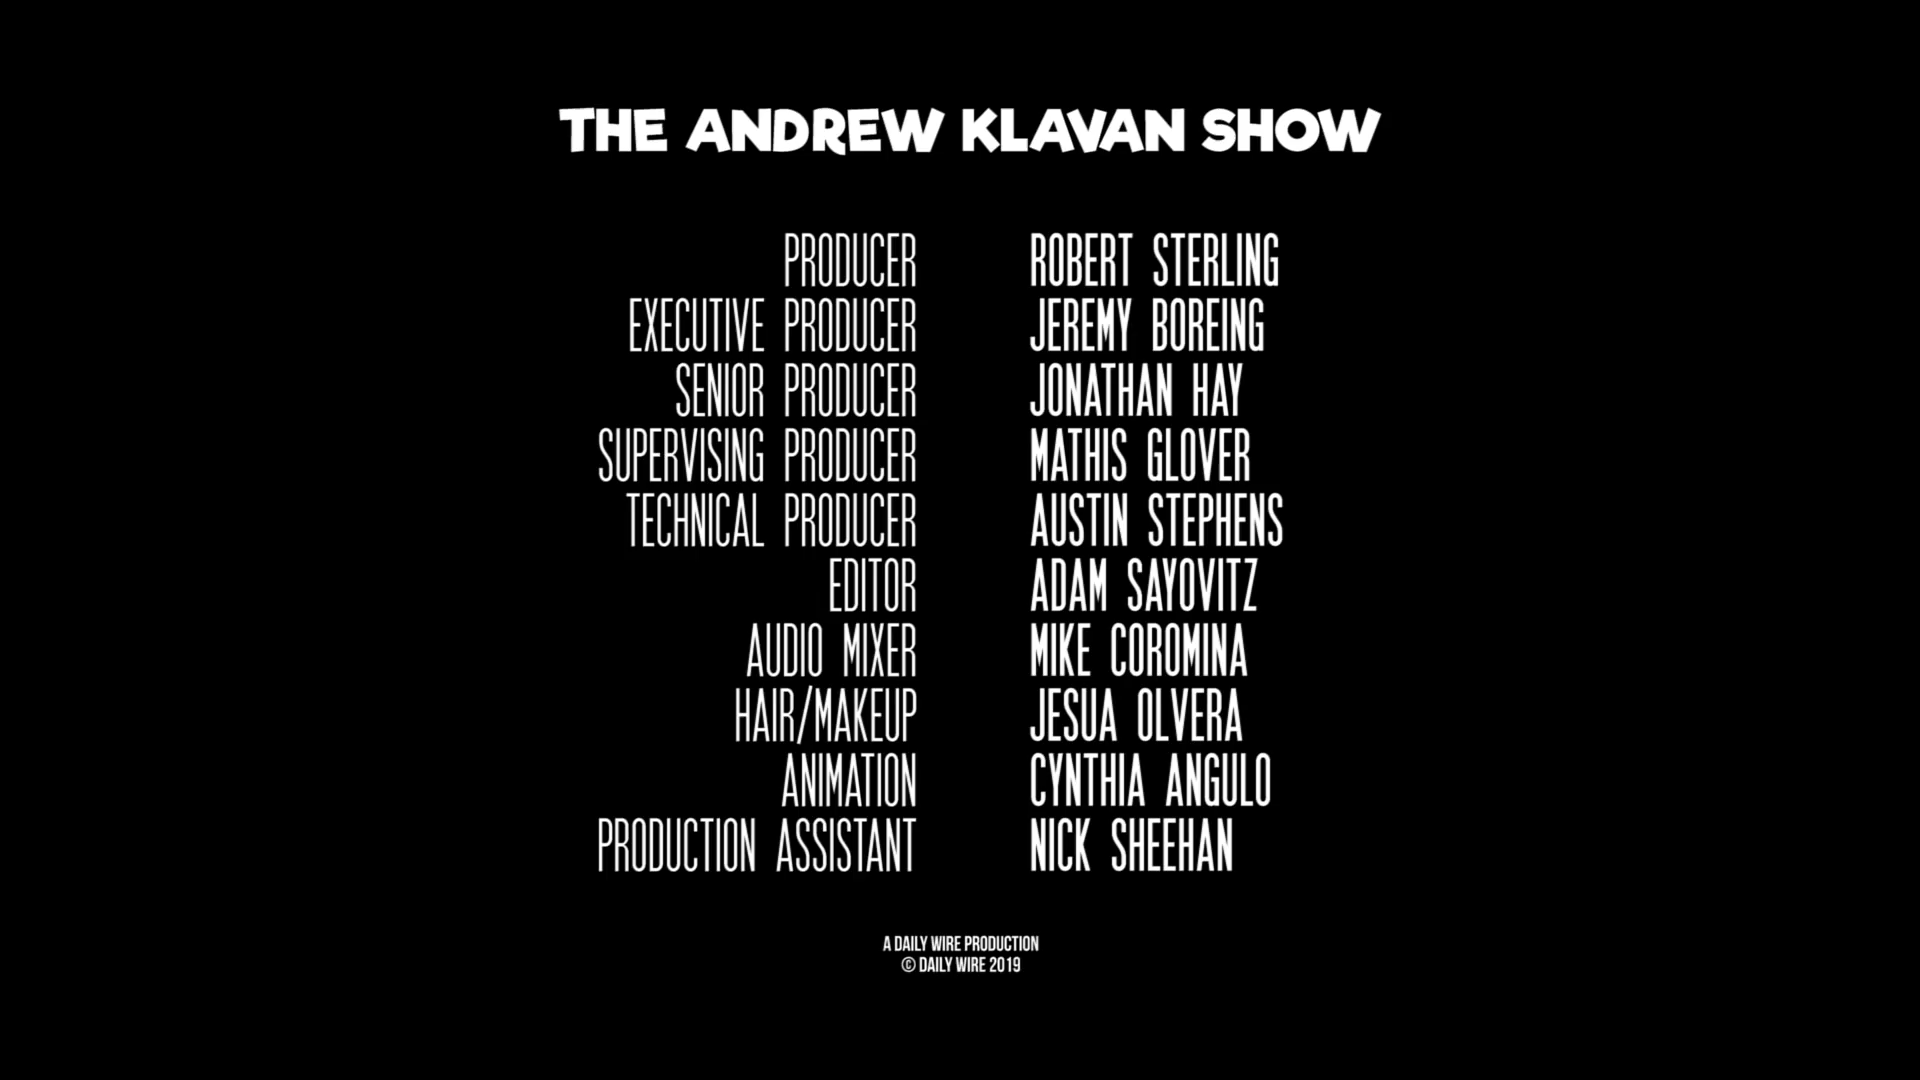 THE ANDREW KLAVAN SHOW
PRODUCER ROBERT STERLING
EXECUTIVE PRODUCER JEREMY BOREING
SENIOR PRODUCER JONATHAN HAY
SUPERVISING PRODUCER MATHIS GLOVER
TECHNICAL PRODUCER AUSTIN STEPHENS
EDITOR ADAM SAYOVITZ
AUDIO MIXER MIKE COROMINA
HAIR/MAKEUP JESUA OLVERA
ANIMATION CYNTHIA ANGULO
PRODUCTION ASSISTANT NICK SHEEHAN
A DAILY WIRE PRODUCTION
© DAILY WIRE 2019